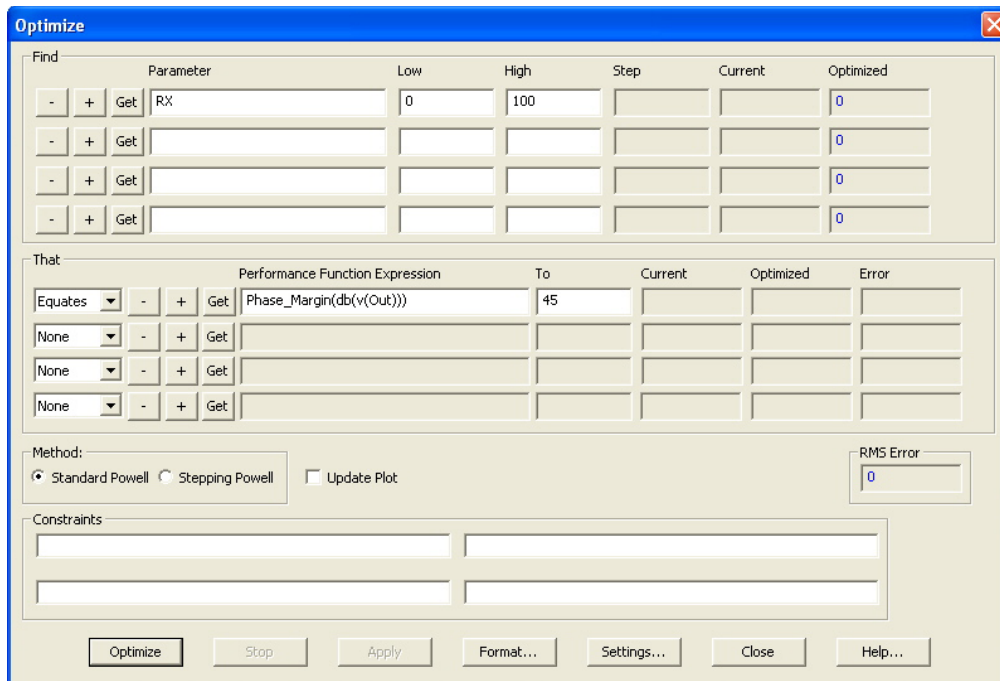 Optimize
Find
Parameter Low High Step Current Optimized
- + Get RX 0 100 0
- + Get 0
- + Get 0
- + Get 0
That
Performance Function Expression To Current Optimized Error
Equates - + Get Phase_Margin(db(v(Out))) 45
None - + Get
None - + Get
None - + Get
Method:
Standard Powell Stepping Powell Update Plot
RMS Error
0
Constraints
Optimize Stop Apply Format... Settings... Close Help...